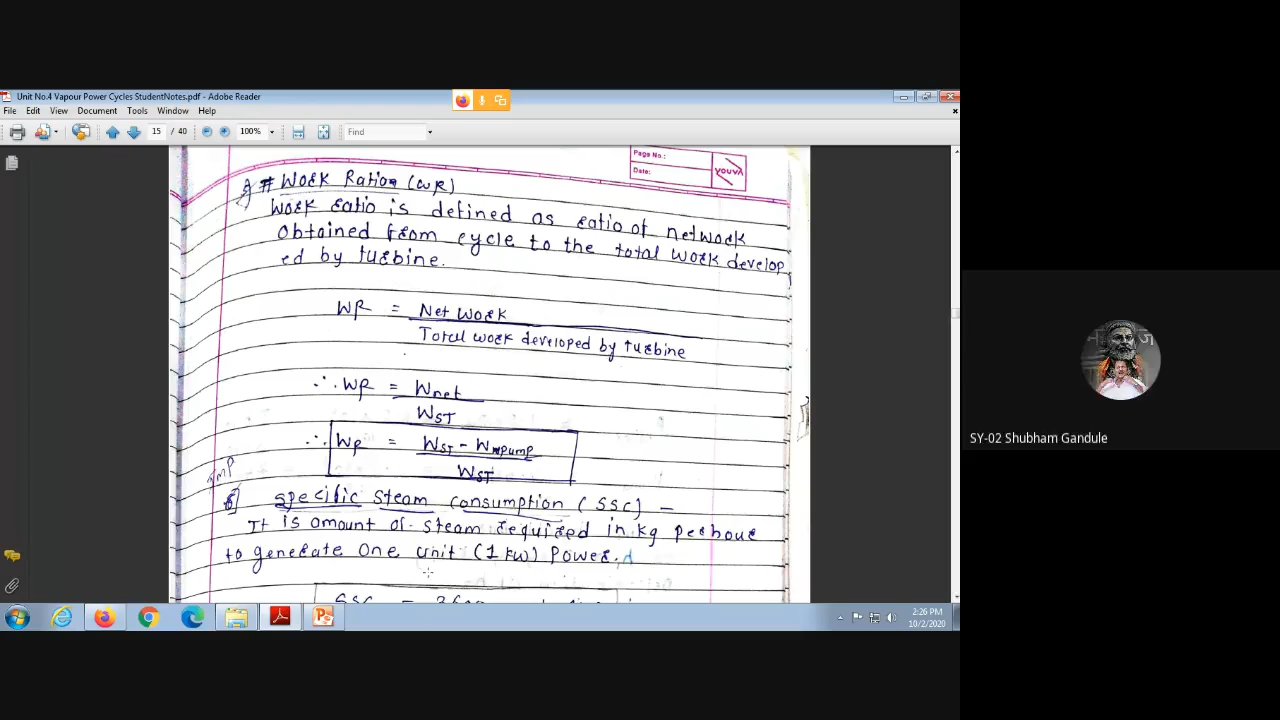 Unit No.4 Vapour Power Cycles StudentNotes.pdf - Adobe Reader
File Edit View Document Tools Window Help
15 / 40 100% Find
Page No.:
Date:
YOUVA
# Work Ration (WR)
Work ratio is defined as ratio of network
obtained from cycle to the total work develop
ed by turbine.
WR = Net work
Total work developed by turbine
∴ WR = Wnet
WST
∴ WR = WST - Wpump
WST
Imp
specific steam consumption (SSC) -
It is amount of steam required in kg per hour
to generate one unit (1 kW) power.
SSC =
SY-02 Shubham Gandule
2:26 PM
10/2/2020